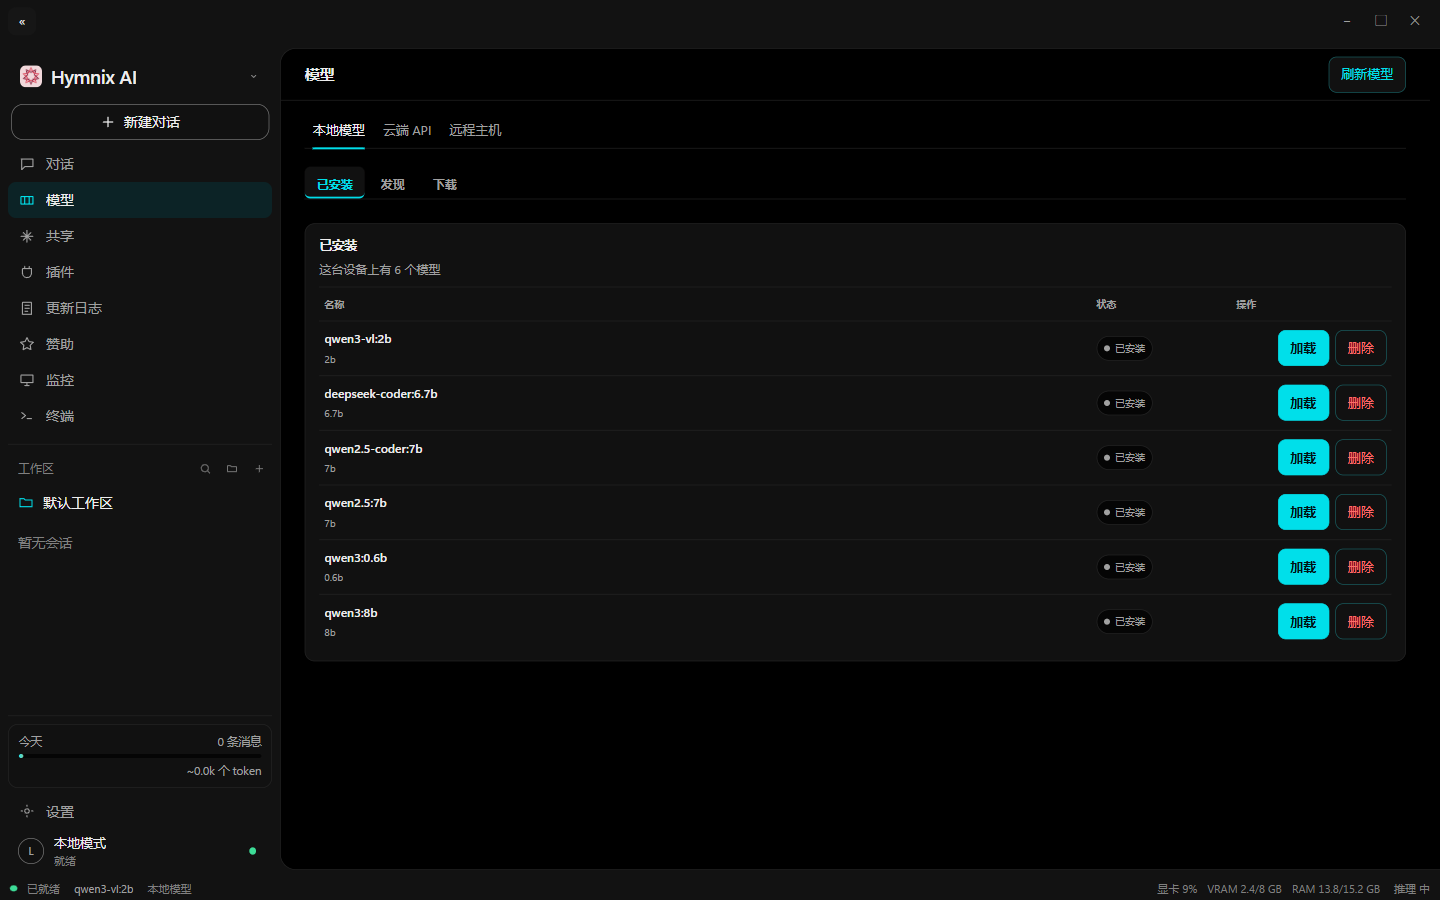 «
Hymnix AI
新建对话
对话
模型
共享
插件
更新日志
赞助
监控
终端
工作区
默认工作区
暂无会话
今天 0 条消息
~0.0k 个 token
设置
L 本地模式
就绪
模型 刷新模型
本地模型 云端 API 远程主机
已安装 发现 下载
已安装
这台设备上有 6 个模型
名称 状态 操作
qwen3-vl:2b
2b
已安装 加载 删除
deepseek-coder:6.7b
6.7b
已安装 加载 删除
qwen2.5-coder:7b
7b
已安装 加载 删除
qwen2.5:7b
7b
已安装 加载 删除
qwen3:0.6b
0.6b
已安装 加载 删除
qwen3:8b
8b
已安装 加载 删除
已就绪 qwen3-vl:2b 本地模型 显卡 9% VRAM 2.4/8 GB RAM 13.8/15.2 GB 推理 中